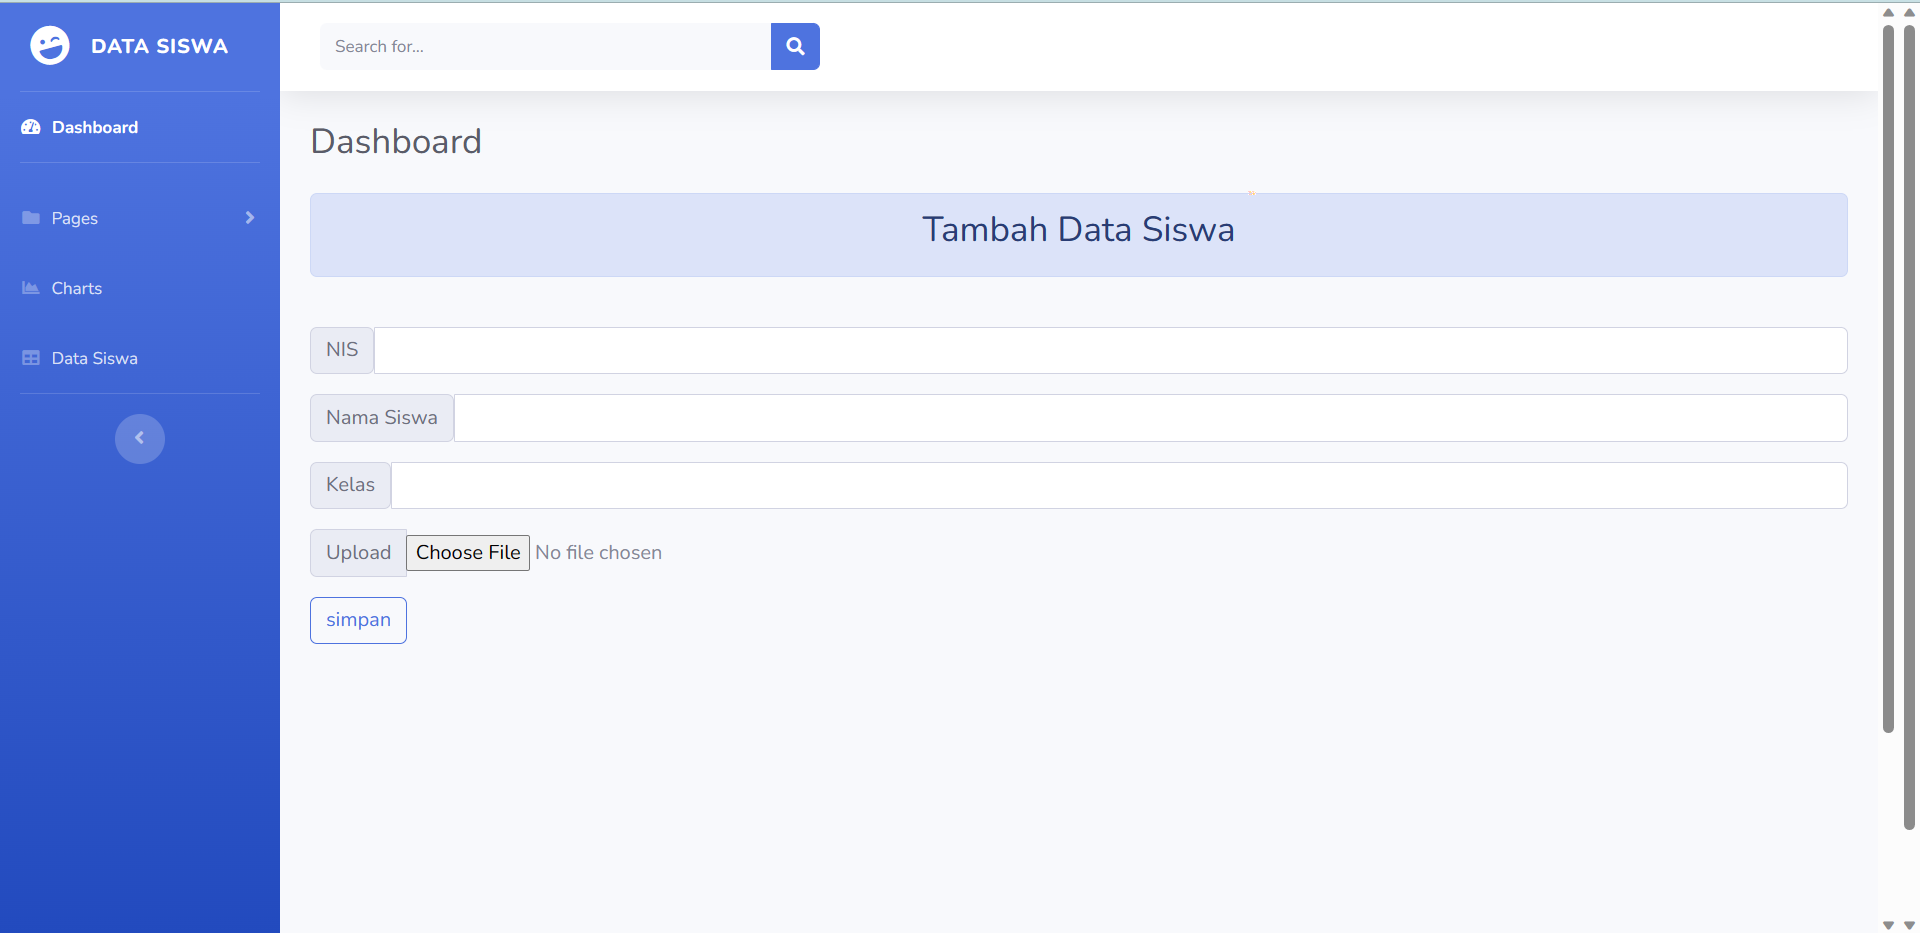 DATA SISWA
Dashboard
Pages
Charts
Data Siswa
Search for...
Dashboard
Tambah Data Siswa
NIS
Nama Siswa
Kelas
Upload Choose File No file chosen
simpan